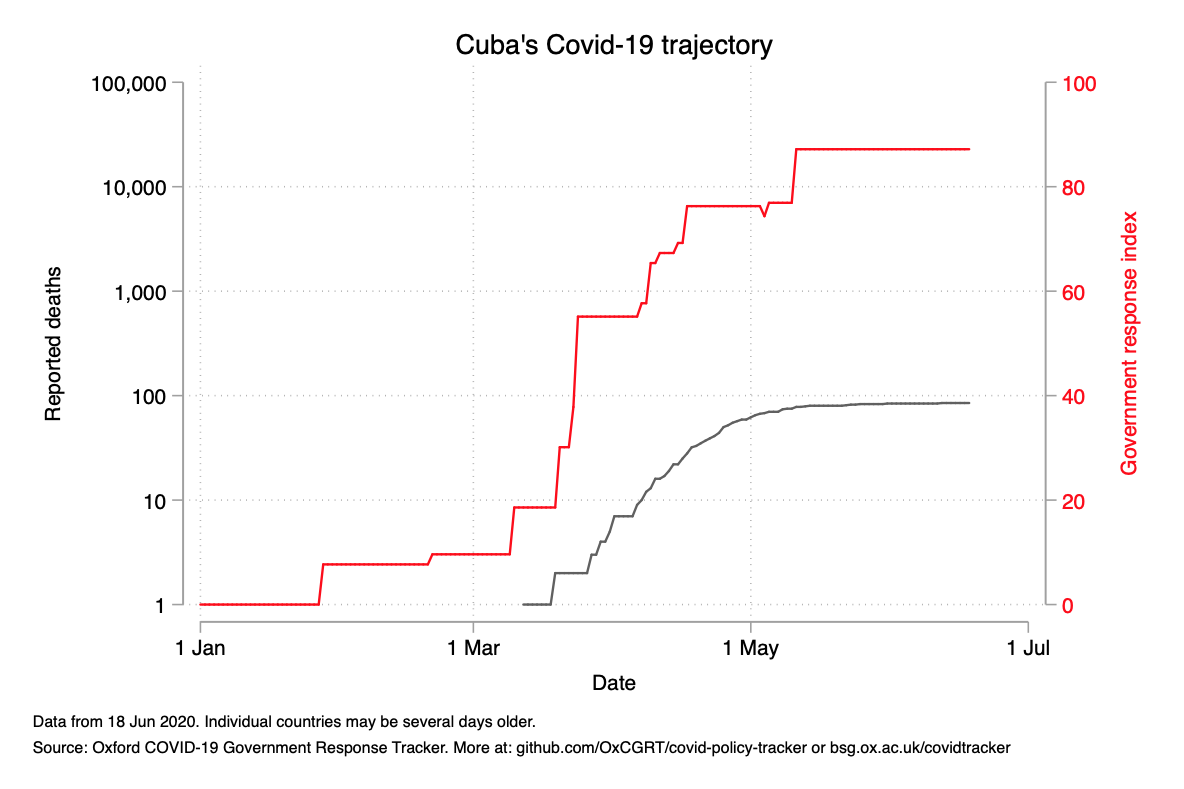 Cuba's Covid-19 trajectory
100,000
10,000
1,000
100
10
1
Reported deaths
100
80
60
40
20
0
Government response index
1 Jan
1 Mar
1 May
1 Jul
Date
Data from 18 Jun 2020. Individual countries may be several days older.
Source: Oxford COVID-19 Government Response Tracker. More at: github.com/OxCGRT/covid-policy-tracker or bsg.ox.ac.uk/covidtracker